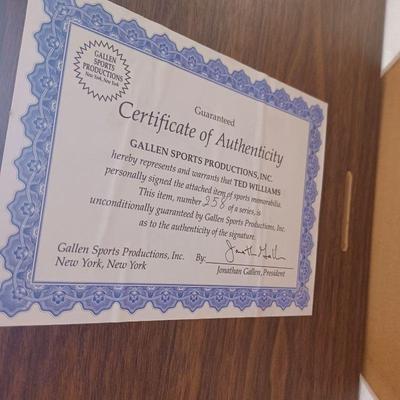 GALLEN
SPORTS
PRODUCTIONS
New York, New York
Guaranteed
Certificate of Authenticity
GALLEN SPORTS PRODUCTIONS, INC.
hereby represents and warrants that TED WILLIAMS
personally signed the attached item of sports memorabilia.
This item, number 258 of a series, is
unconditionally guaranteed by Gallen Sports Productions, Inc.
as to the authenticity of the signature.
Gallen Sports Productions, Inc.
New York, New York
By:
Jonathan Gallen, President